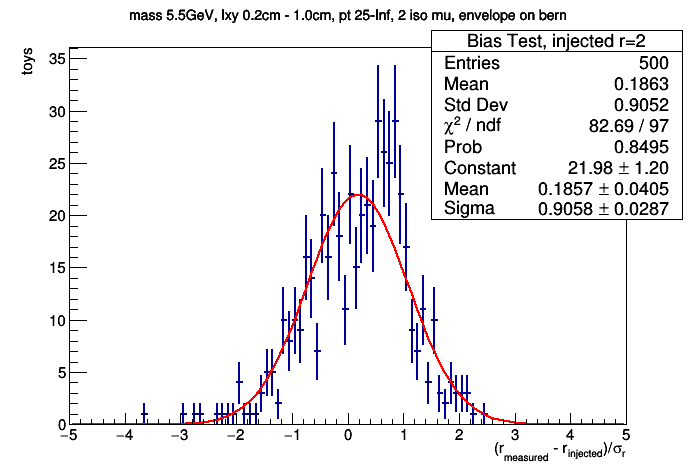 mass 5.5GeV, lxy 0.2cm - 1.0cm, pt 25-Inf, 2 iso mu, envelope on bern
Bias Test, injected r=2
Entries 500
Mean 0.1863
Std Dev 0.9052
χ² / ndf 82.69 / 97
Prob 0.8495
Constant 21.98 ± 1.20
Mean 0.1857 ± 0.0405
Sigma 0.9058 ± 0.0287
toys
35
30
25
20
15
10
5
0
−5 −4 −3 −2 −1 0 1 2 3 4 5
(r_measured - r_injected)/σ_r